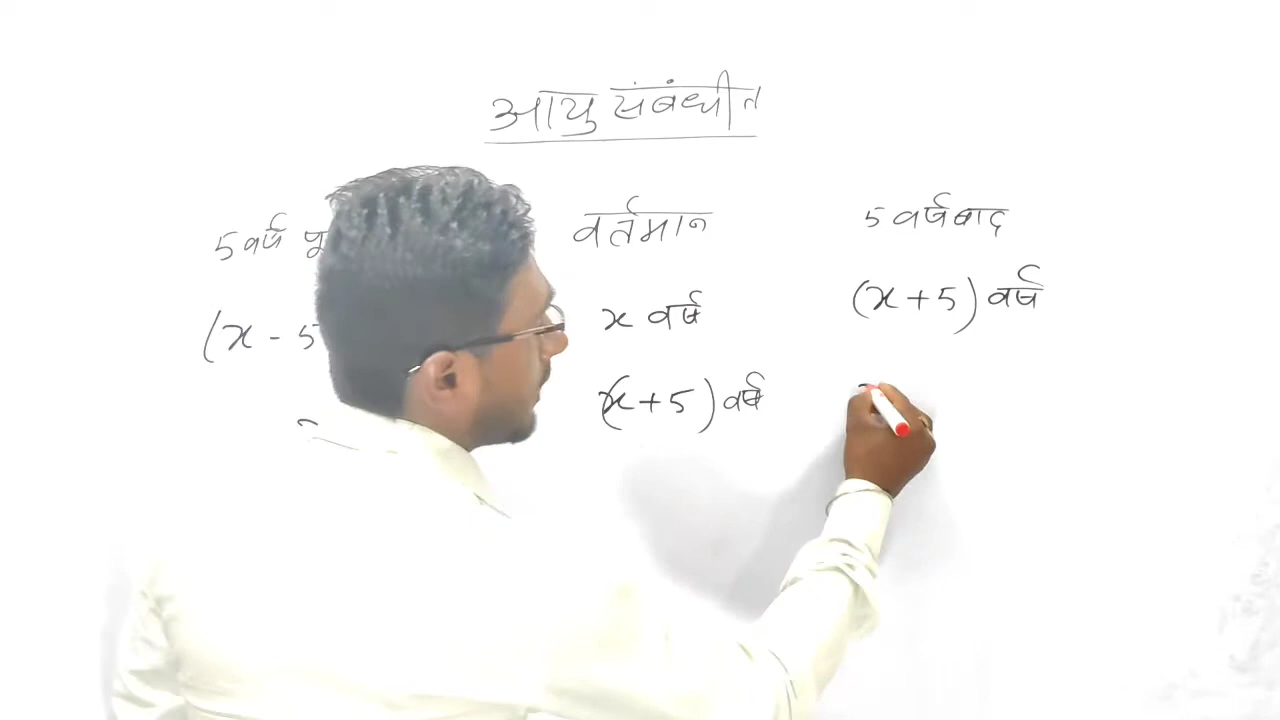 आयु संबंधीत
5 वर्ष वर्तमान 5 वर्ष बाद
(x - 5 x वर्ष (x + 5) वर्ष
(x + 5) वर्ष